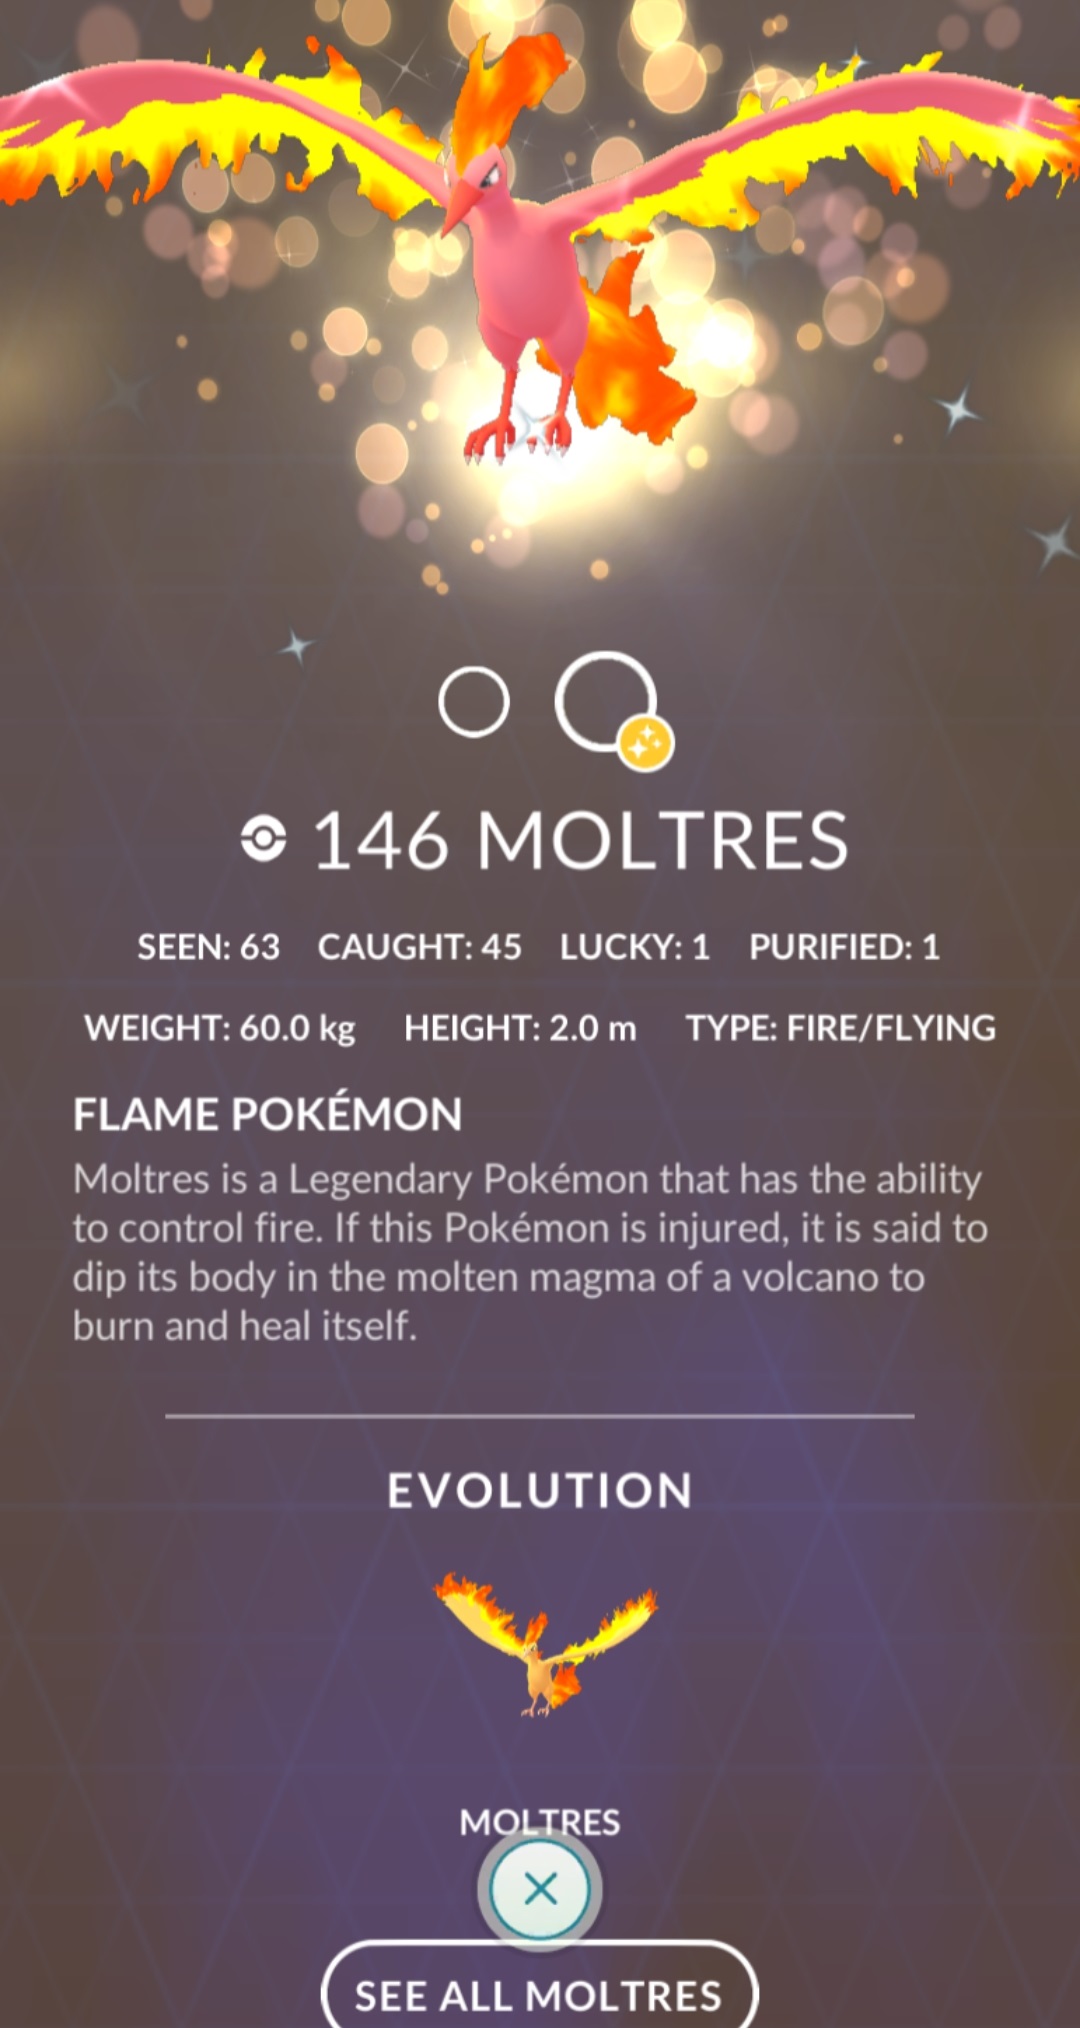 146 MOLTRES
SEEN: 63 CAUGHT: 45 LUCKY: 1 PURIFIED: 1
WEIGHT: 60.0 kg HEIGHT: 2.0 m TYPE: FIRE/FLYING
FLAME POKÉMON
Moltres is a Legendary Pokémon that has the ability
to control fire. If this Pokémon is injured, it is said to
dip its body in the molten magma of a volcano to
burn and heal itself.
EVOLUTION
MOLTRES
SEE ALL MOLTRES